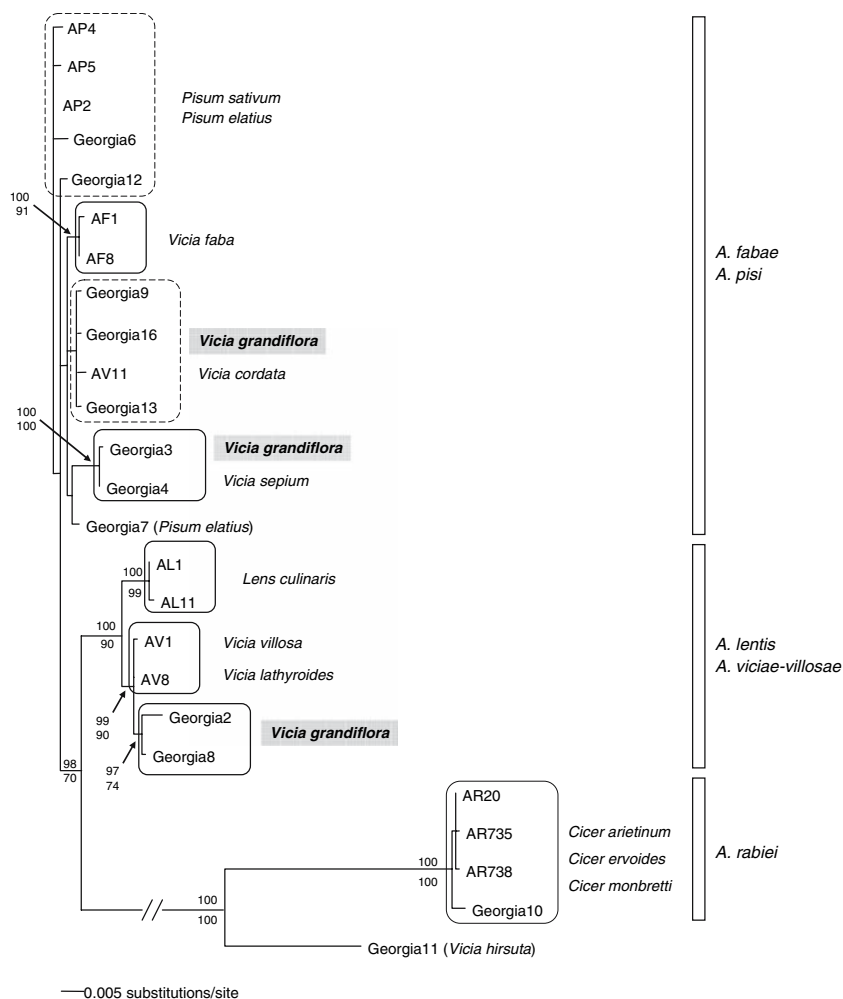 AP4
AP5
AP2
Georgia6
Georgia12
Pisum sativum
Pisum elatius
100
91
AF1
AF8
Vicia faba
Georgia9
Georgia16
AV11
Georgia13
Vicia grandiflora
Vicia cordata
100
100
Georgia3
Georgia4
Vicia grandiflora
Vicia sepium
Georgia7 (Pisum elatius)
A. fabae
A. pisi
100
99
AL1
AL11
Lens culinaris
100
90
AV1
AV8
Vicia villosa
Vicia lathyroides
99
90
Georgia2
Georgia8
Vicia grandiflora
97
74
A. lentis
A. viciae-villosae
98
70
AR20
AR735
AR738
Georgia10
100
100
Cicer arietinum
Cicer ervoides
Cicer monbretti
A. rabiei
100
100
Georgia11 (Vicia hirsuta)
0.005 substitutions/site